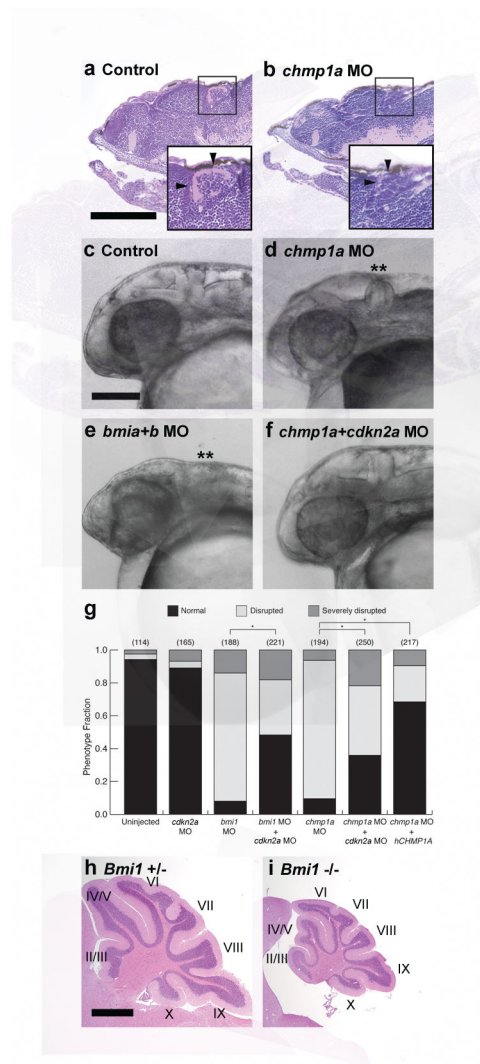 a Control
b chmp1a MO
c Control
d chmp1a MO
**
e bmia+b MO
**
f chmp1a+cdkn2a MO
g
Normal
Disrupted
Severely disrupted
*
*
*
(114) (165) (188) (221) (194) (250) (217)
1.0
0.8
0.6
0.4
0.2
0.0
Phenotype Fraction
Uninjected
cdkn2a
MO
bmi1
MO
bmi1 MO
+
cdkn2a MO
chmp1a
MO
chmp1a MO
+
cdkn2a MO
chmp1a MO
+
hCHMP1A
h Bmi1 +/-
II/III
IV/V
VI
VII
VIII
IX
X
i Bmi1 -/-
II/III
IV/V
VI
VII
VIII
IX
X